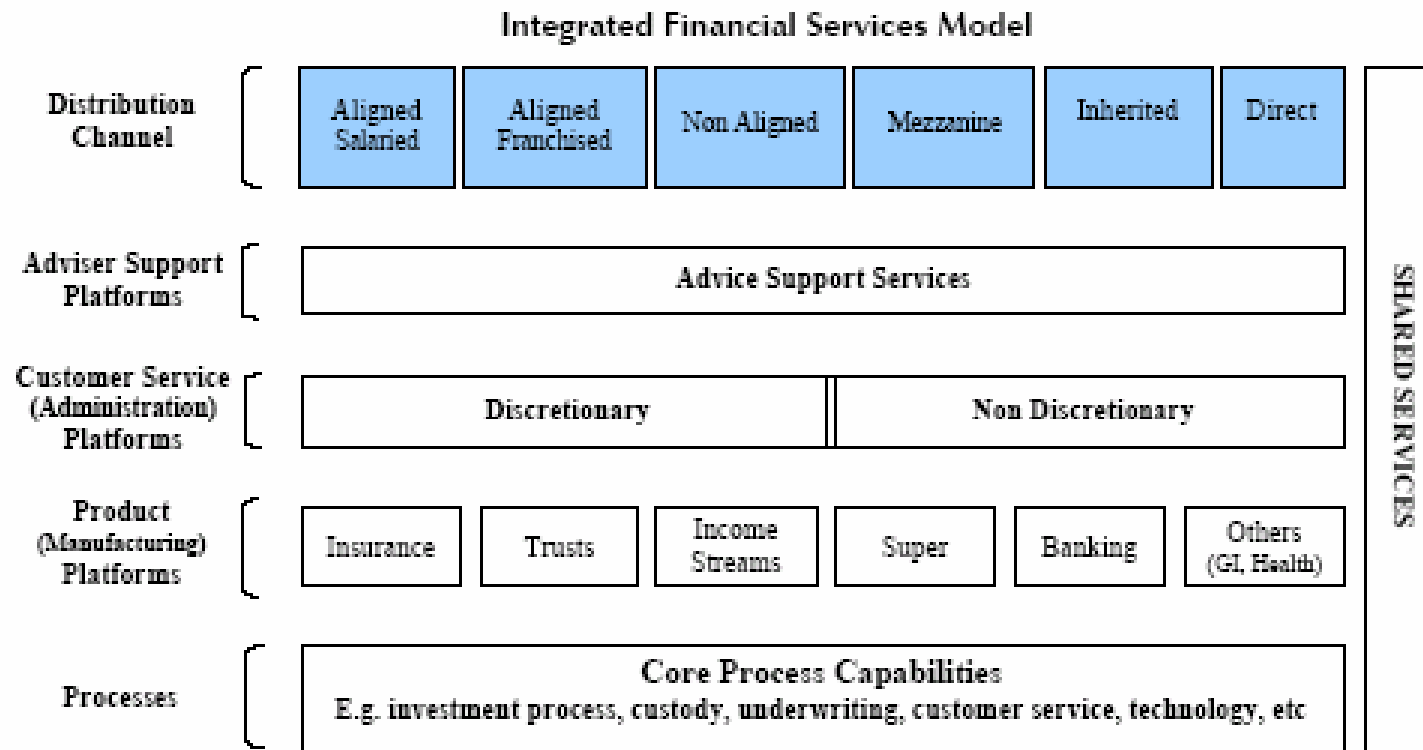 Integrated Financial Services Model
Distribution
Channel
Aligned
Salaried
Aligned
Franchised
Non Aligned
Mezzanine
Inherited
Direct
Adviser Support
Platforms
Advice Support Services
Customer Service
(Administration)
Platforms
Discretionary
Non Discretionary
Product
(Manufacturing)
Platforms
Insurance
Trusts
Income
Streams
Super
Banking
Others
(GI, Health)
Processes
Core Process Capabilities
E.g. investment process, custody, underwriting, customer service, technology, etc
SHARED SERVICES